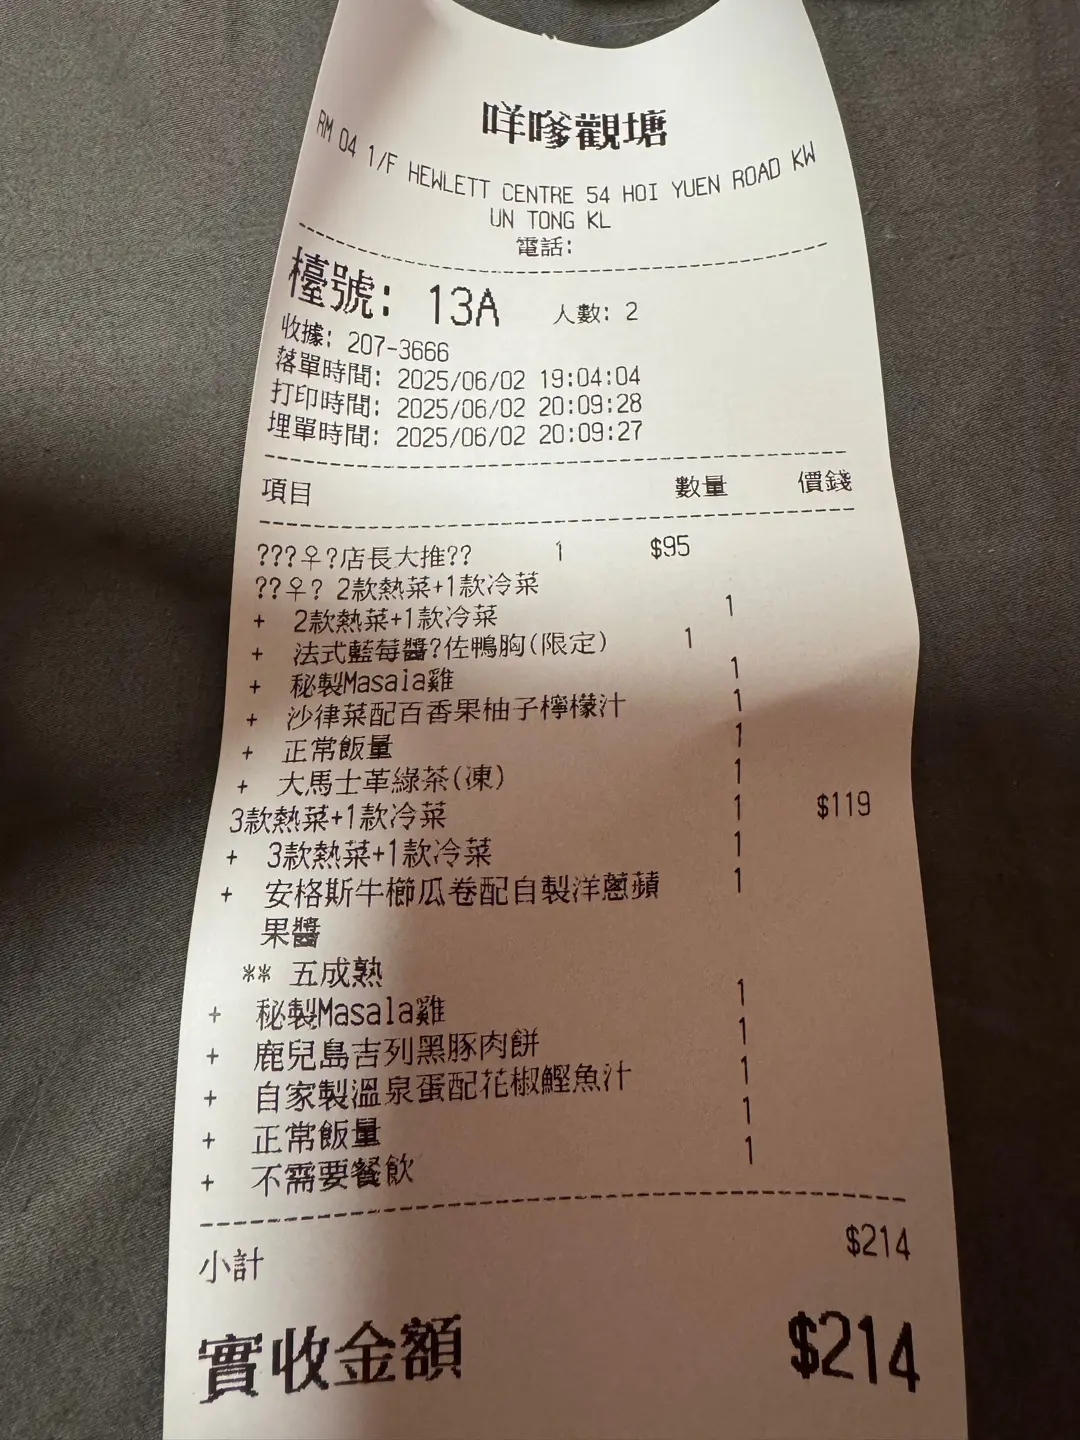 咩嗲觀塘
RM 04 1/F HEWLETT CENTRE 54 HOI YUEN ROAD KW
UN TONG KL
電話:
檯號: 13A 人數: 2
收據: 207-3666
落單時間: 2025/06/02 19:04:04
打印時間: 2025/06/02 20:09:28
埋單時間: 2025/06/02 20:09:27
項目 數量 價錢
???♀?店長大推?? 1 $95
??♀? 2款熱菜+1款冷菜
+ 2款熱菜+1款冷菜 1
+ 法式藍莓醬?佐鴨胸(限定) 1
+ 秘製Masala雞 1
+ 沙律菜配百香果柚子檸檬汁 1
+ 正常飯量 1
+ 大馬士革綠茶(凍) 1
3款熱菜+1款冷菜 1 $119
+ 3款熱菜+1款冷菜 1
+ 安格斯牛櫛瓜卷配自製洋蔥蘋 1
果醬
** 五成熟
+ 秘製Masala雞 1
+ 鹿兒島吉列黑豚肉餅 1
+ 自家製溫泉蛋配花椒鰹魚汁 1
+ 正常飯量 1
+ 不需要餐飲 1
小計 $214
實收金額 $214